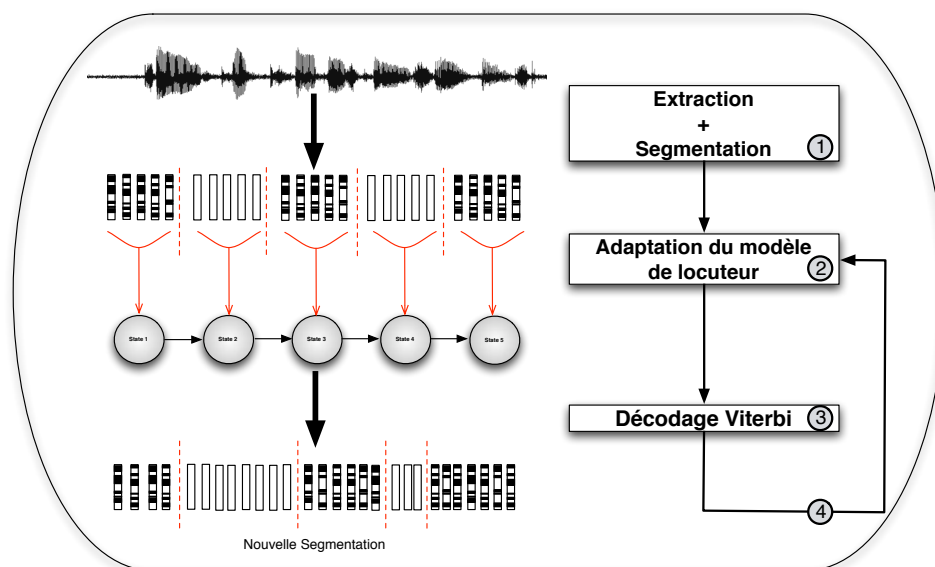 Extraction
+
Segmentation
1
Adaptation du modèle
de locuteur
2
State 1
State 2
State 3
State 4
State 5
Décodage Viterbi
3
4
Nouvelle Segmentation